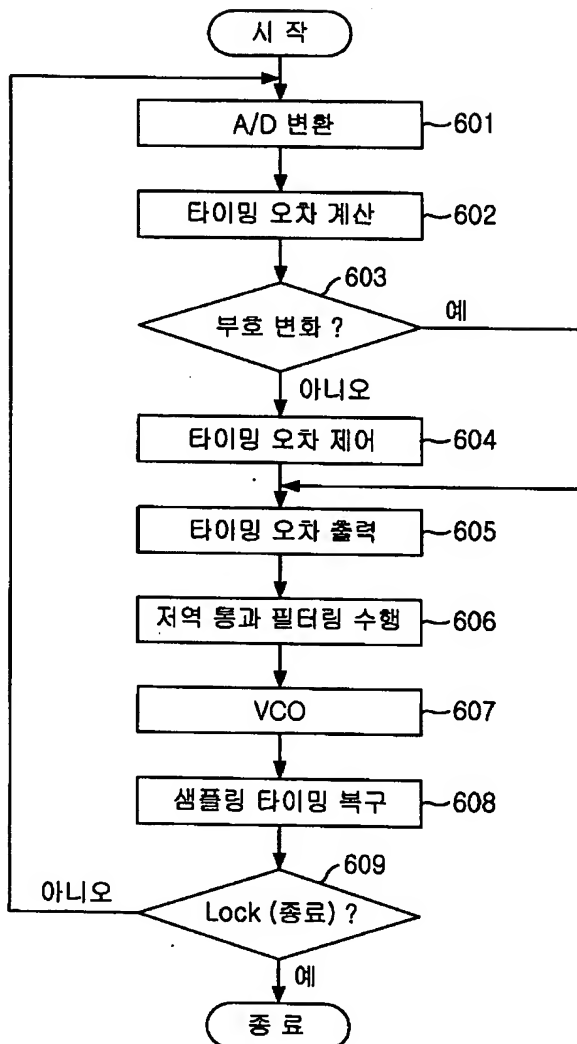 시 작
A/D 변환
601
타이밍 오차 계산
602
603
부호 변화 ?
예
아니오
타이밍 오차 제어
604
타이밍 오차 출력
605
저역 통과 필터링 수행
606
VCO
607
샘플링 타이밍 복구
608
609
아니오
Lock (종료) ?
예
종 료